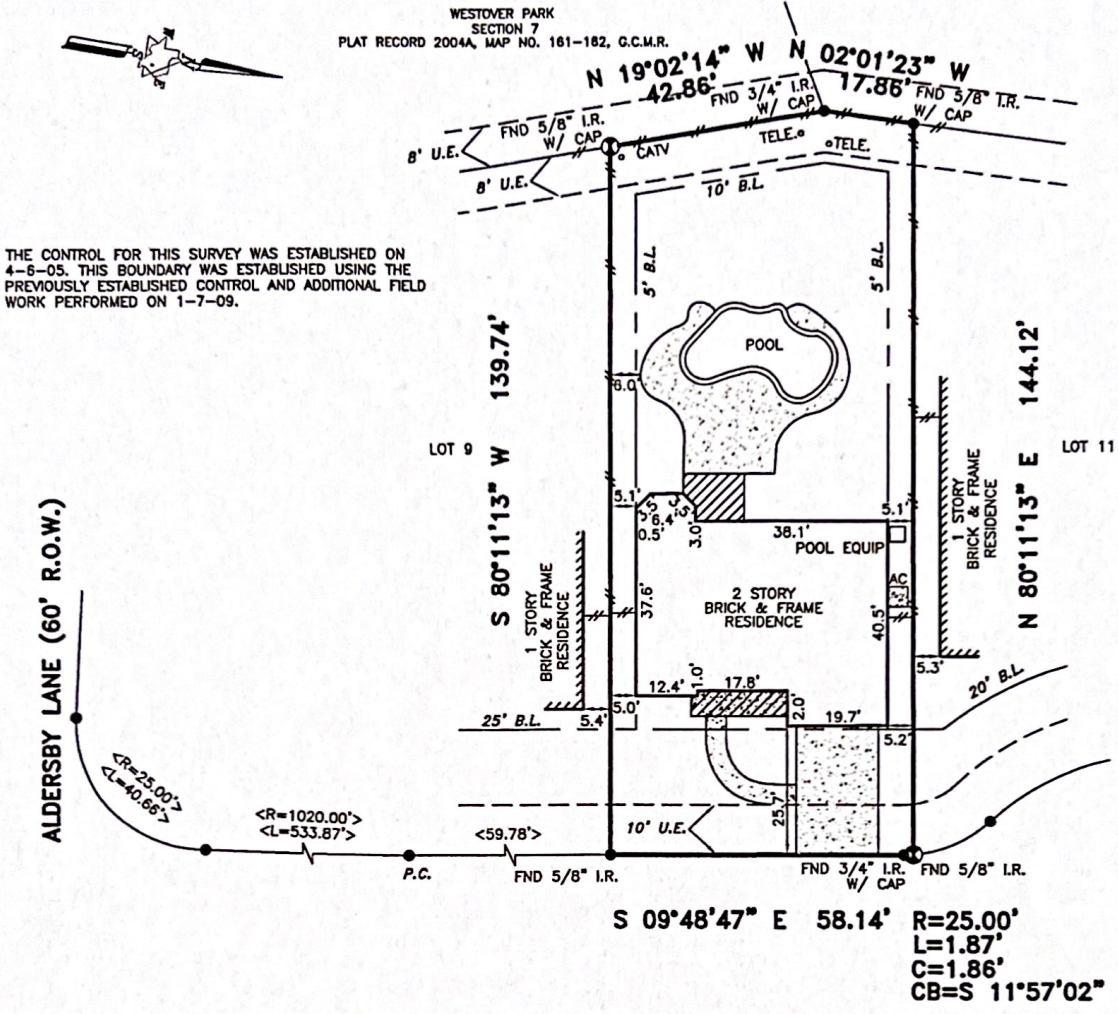 WESTOVER PARK
SECTION 7
PLAT RECORD 2004A, MAP NO. 161-162, G.C.M.R.
N 19°02'14" W
42.86'
N 02°01'23" W
17.86'
FND 3/4" I.R.
W/ CAP
FND 5/8" I.R.
W/ CAP
FND 5/8" I.R.
W/ CAP
8' U.E.
CATV
TELE.
TELE.
8' U.E.
10' B.L.
THE CONTROL FOR THIS SURVEY WAS ESTABLISHED ON
4-6-05. THIS BOUNDARY WAS ESTABLISHED USING THE
PREVIOUSLY ESTABLISHED CONTROL AND ADDITIONAL FIELD
WORK PERFORMED ON 1-7-09.
5' B.L.
5' B.L.
POOL
6.0
S 80°11'13" W 139.74'
N 80°11'13" E 144.12'
LOT 9
LOT 11
5.1'
6.4'
0.5'
3.0'
38.1'
5.1'
POOL EQUIP
1 STORY
BRICK & FRAME
RESIDENCE
AC
37.6'
2 STORY
BRICK & FRAME
RESIDENCE
40.5'
1 STORY
BRICK & FRAME
RESIDENCE
5.3'
12.4'
1.0'
17.8'
2.0'
19.7'
5.0'
5.4'
5.2'
25' B.L.
20' B.L.
ALDERSBY LANE (60' R.O.W.)
<R=25.00'>
<L=40.66'>
<R=1020.00'>
<L=533.87'>
<59.78'>
10' U.E.
25.7'
P.C.
FND 5/8" I.R.
FND 3/4" I.R.
W/ CAP
FND 5/8" I.R.
S 09°48'47" E 58.14'
R=25.00'
L=1.87'
C=1.86'
CB=S 11°57'02"